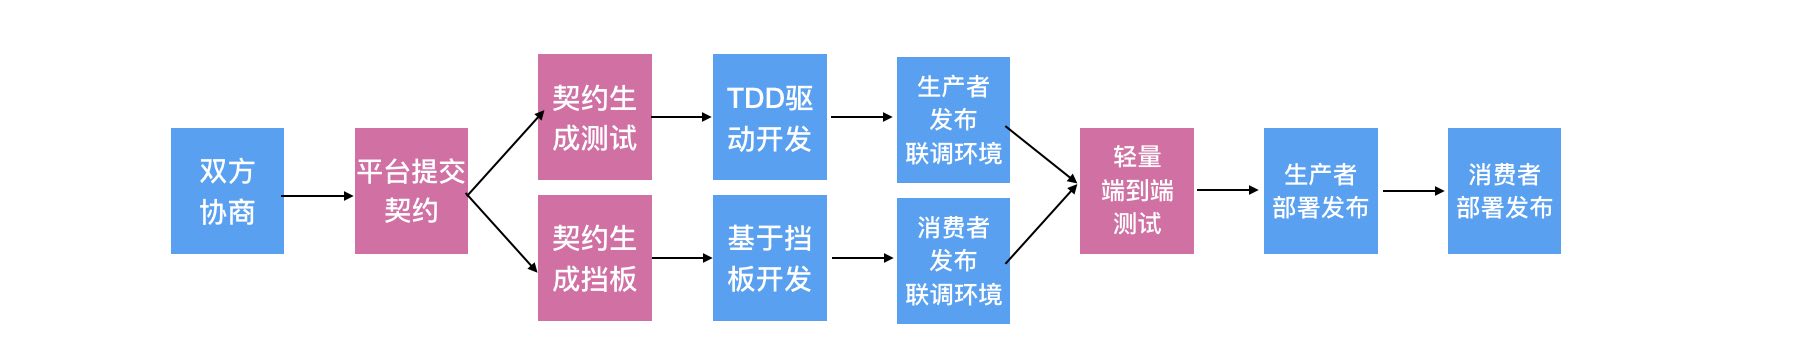 双方
协商
平台提交
契约
契约生
成测试
TDD驱
动开发
生产者
发布
联调环境
契约生
成挡板
基于挡
板开发
消费者
发布
联调环境
轻量
端到端
测试
生产者
部署发布
消费者
部署发布